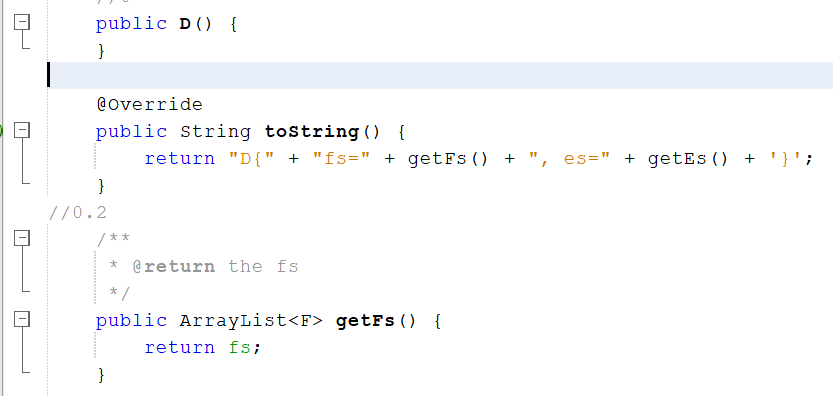 public D() {
}
@Override
public String toString() {
return "D{" + "fs=" + getFs() + ", es=" + getEs() + '}';
}
//0.2
/**
* @return the fs
*/
public ArrayList<F> getFs() {
return fs;
}